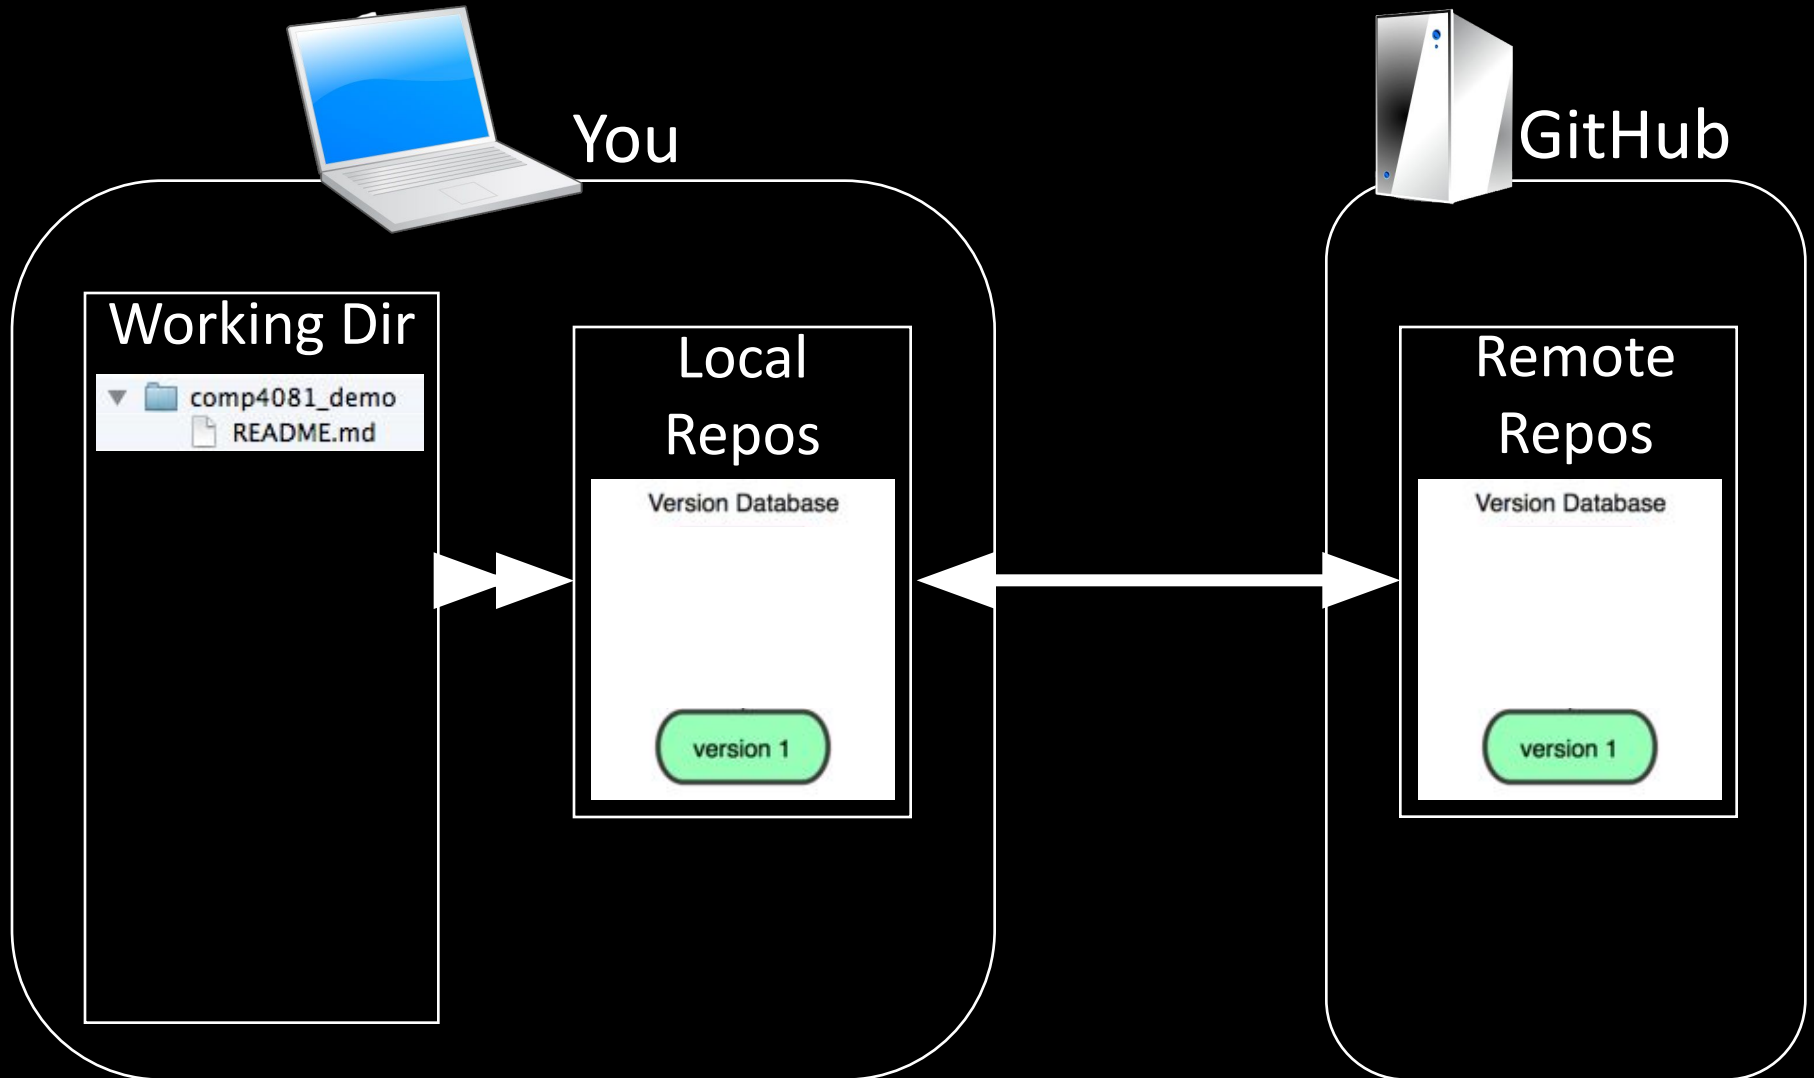 You
GitHub
Working Dir
comp4081_demo
README.md
Local
Repos
Version Database
version 1
Remote
Repos
Version Database
version 1